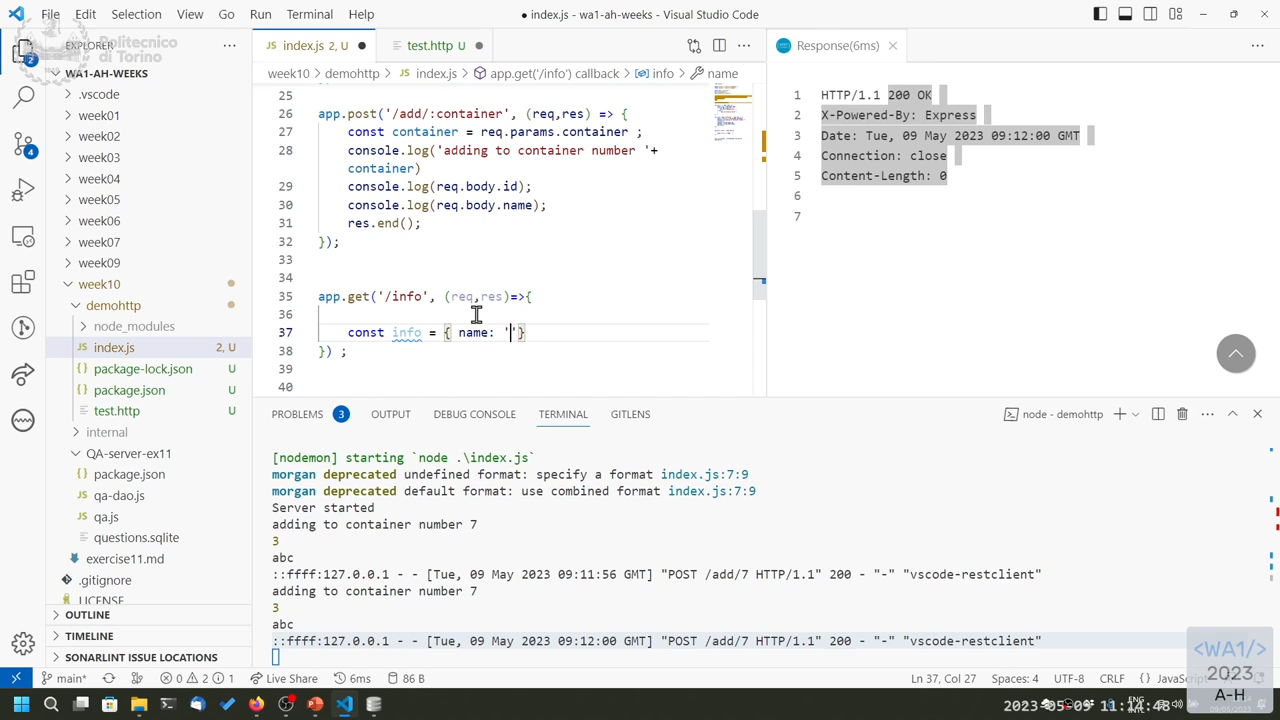 File Edit Selection View Go Run Terminal Help
● index.js - wa1-ah-weeks - Visual Studio Code
EXPLORER
Politecnico
di Torino
index.js 2, U
test.http U
Response(6ms)
WA1-AH-WEEKS
week10 > demohttp > index.js > app.get('/info') callback > info > name
.vscode
week01
week02
week03
week04
week05
week06
week07
week08
week09
week10
demohttp
node_modules
index.js 2, U
package-lock.json U
package.json U
test.http U
internal
QA-server-ex11
package.json
qa-dao.js
qa.js
questions.sqlite
exercise11.md
.gitignore
LICENSE
OUTLINE
TIMELINE
SONARLINT ISSUE LOCATIONS
25
26 app.post('/add/:container', (req,res) => {
27 const container = req.params.container ;
28 console.log('adding to container number '+
container)
29 console.log(req.body.id);
30 console.log(req.body.name);
31 res.end();
32 });
33
34
35 app.get('/info', (req,res)=>{
36
37 const info = { name: ''}
38 }) ;
39
40
1 HTTP/1.1 200 OK
2 X-Powered-By: Express
3 Date: Tue, 09 May 2023 09:12:00 GMT
4 Connection: close
5 Content-Length: 0
6
7
PROBLEMS 3 OUTPUT DEBUG CONSOLE TERMINAL GITLENS
node - demohttp
[nodemon] starting `node .\index.js`
morgan deprecated undefined format: specify a format index.js:7:9
morgan deprecated default format: use combined format index.js:7:9
Server started
adding to container number 7
3
abc
::ffff:127.0.0.1 - - [Tue, 09 May 2023 09:11:56 GMT] "POST /add/7 HTTP/1.1" 200 - "-" "vscode-restclient"
adding to container number 7
3
abc
::ffff:127.0.0.1 - - [Tue, 09 May 2023 09:12:00 GMT] "POST /add/7 HTTP/1.1" 200 - "-" "vscode-restclient"
<WA1/>
2023
A-H
main* 0 2 1 Live Share 6ms 86 B
Ln 37, Col 27 Spaces: 4 UTF-8 CRLF {} JavaScript
ENG
2023-05-09 11:14:48